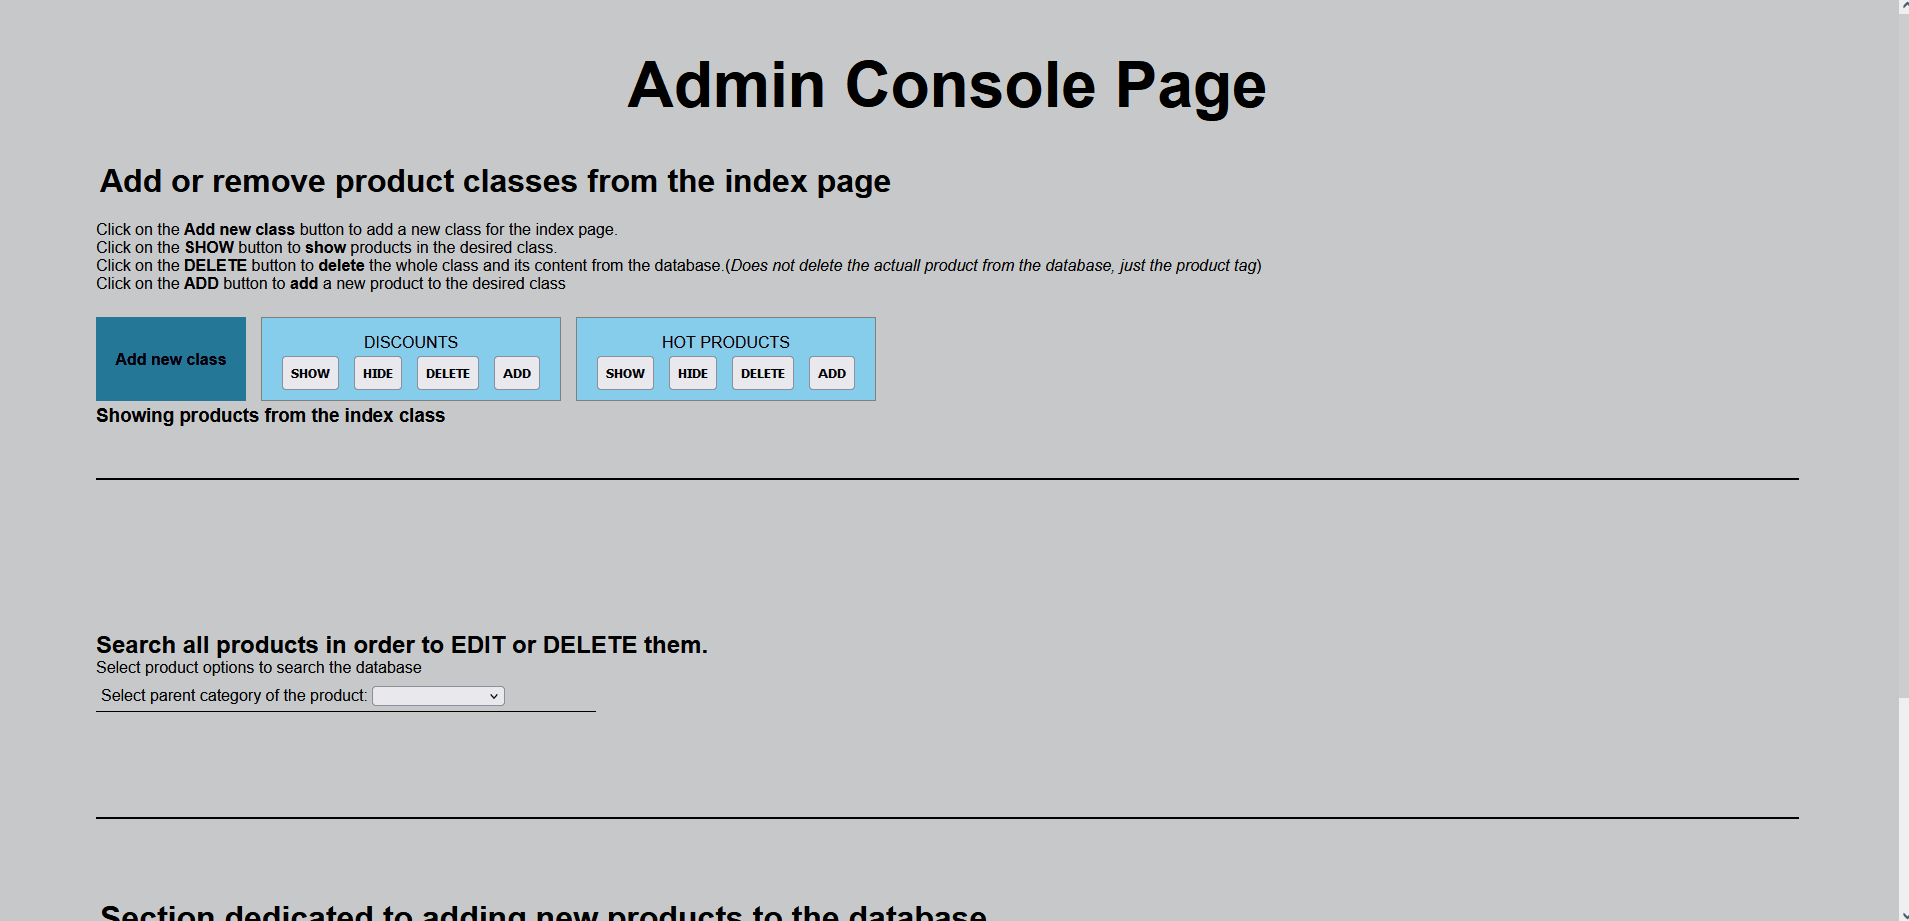 Admin Console Page
Add or remove product classes from the index page
Click on the Add new class button to add a new class for the index page.
Click on the SHOW button to show products in the desired class.
Click on the DELETE button to delete the whole class and its content from the database.(Does not delete the actuall product from the database, just the product tag)
Click on the ADD button to add a new product to the desired class
Add new class
DISCOUNTS
SHOW HIDE DELETE ADD
HOT PRODUCTS
SHOW HIDE DELETE ADD
Showing products from the index class
Search all products in order to EDIT or DELETE them.
Select product options to search the database
Select parent category of the product:
Section dedicated to adding new products to the database